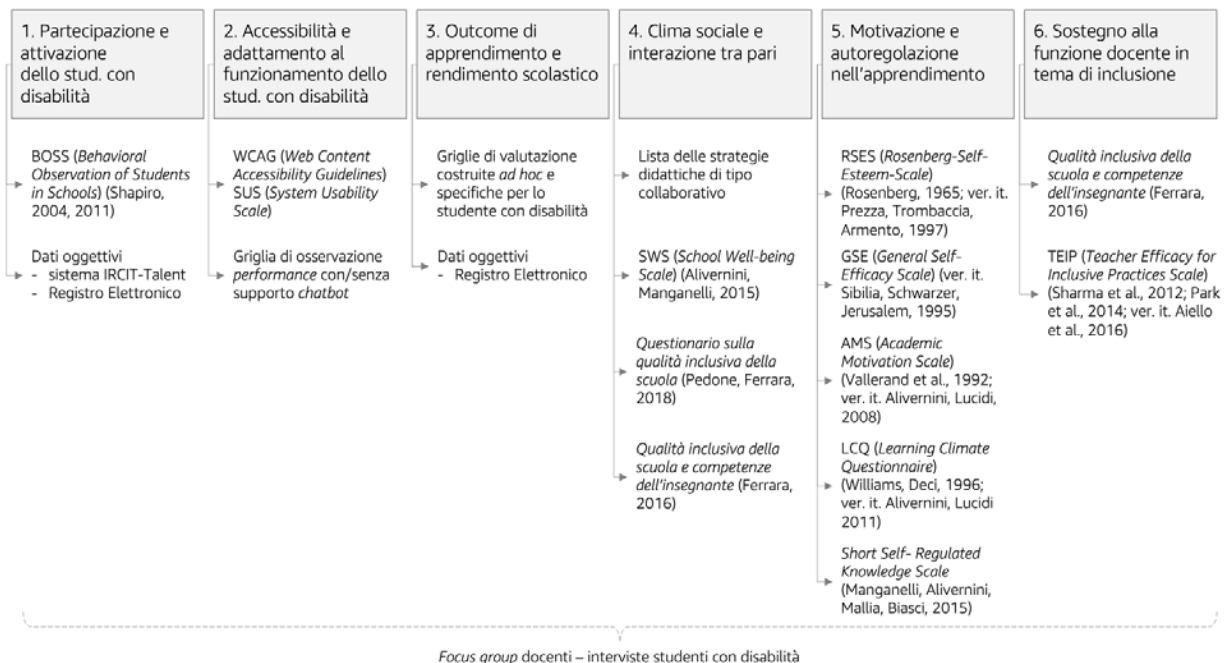 1. Partecipazione e
attivazione
dello stud. con
disabilità
BOSS (Behavioral
Observation of Students
in Schools) (Shapiro,
2004, 2011)
Dati oggettivi
- sistema IRCIT-Talent
- Registro Elettronico
2. Accessibilità e
adattamento al
funzionamento dello
stud. con disabilità
WCAG (Web Content
Accessibility Guidelines)
SUS (System Usability
Scale)
Griglia di osservazione
performance con/senza
supporto chatbot
3. Outcome di
apprendimento e
rendimento scolastico
Griglie di valutazione
costruite ad hoc e
specifiche per lo
studente con disabilità
Dati oggettivi
- Registro Elettronico
4. Clima sociale e
interazione tra pari
Lista delle strategie
didattiche di tipo
collaborativo
SWS (School Well-being
Scale) (Alivernini,
Manganelli, 2015)
Questionario sulla
qualità inclusiva della
scuola (Pedone, Ferrara,
2018)
Qualità inclusiva della
scuola e competenze
dell'insegnante (Ferrara,
2016)
5. Motivazione e
autoregolazione
nell'apprendimento
RSES (Rosenberg-Self-
Esteem-Scale)
(Rosenberg, 1965; ver. it.
Prezza, Trombaccia,
Armento, 1997)
GSE (General Self-
Efficacy Scale) (ver. it.
Sibilia, Schwarzer,
Jerusalem, 1995)
AMS (Academic
Motivation Scale)
(Vallerand et al., 1992;
ver. it. Alivernini, Lucidi,
2008)
LCQ (Learning Climate
Questionnaire)
(Williams, Deci, 1996;
ver. it. Alivernini, Lucidi
2011)
Short Self- Regulated
Knowledge Scale
(Manganelli, Alivernini,
Mallia, Biasci, 2015)
6. Sostegno alla
funzione docente in
tema di inclusione
Qualità inclusiva della
scuola e competenze
dell'insegnante (Ferrara,
2016)
TEIP (Teacher Efficacy for
Inclusive Practices Scale)
(Sharma et al., 2012; Park
et al., 2014; ver. it. Aiello
et al., 2016)
Focus group docenti – interviste studenti con disabilità